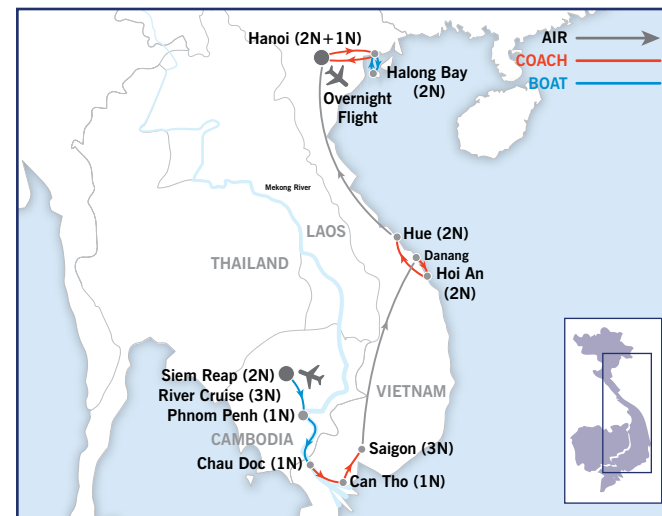 Hanoi (2N+1N)
AIR
COACH
BOAT
Halong Bay
(2N)
Overnight
Flight
Mekong River
LAOS
Hue (2N)
Danang
Hoi An
(2N)
THAILAND
Siem Reap (2N)
River Cruise (3N)
Phnom Penh (1N)
VIETNAM
CAMBODIA
Saigon (3N)
Chau Doc (1N)
Can Tho (1N)